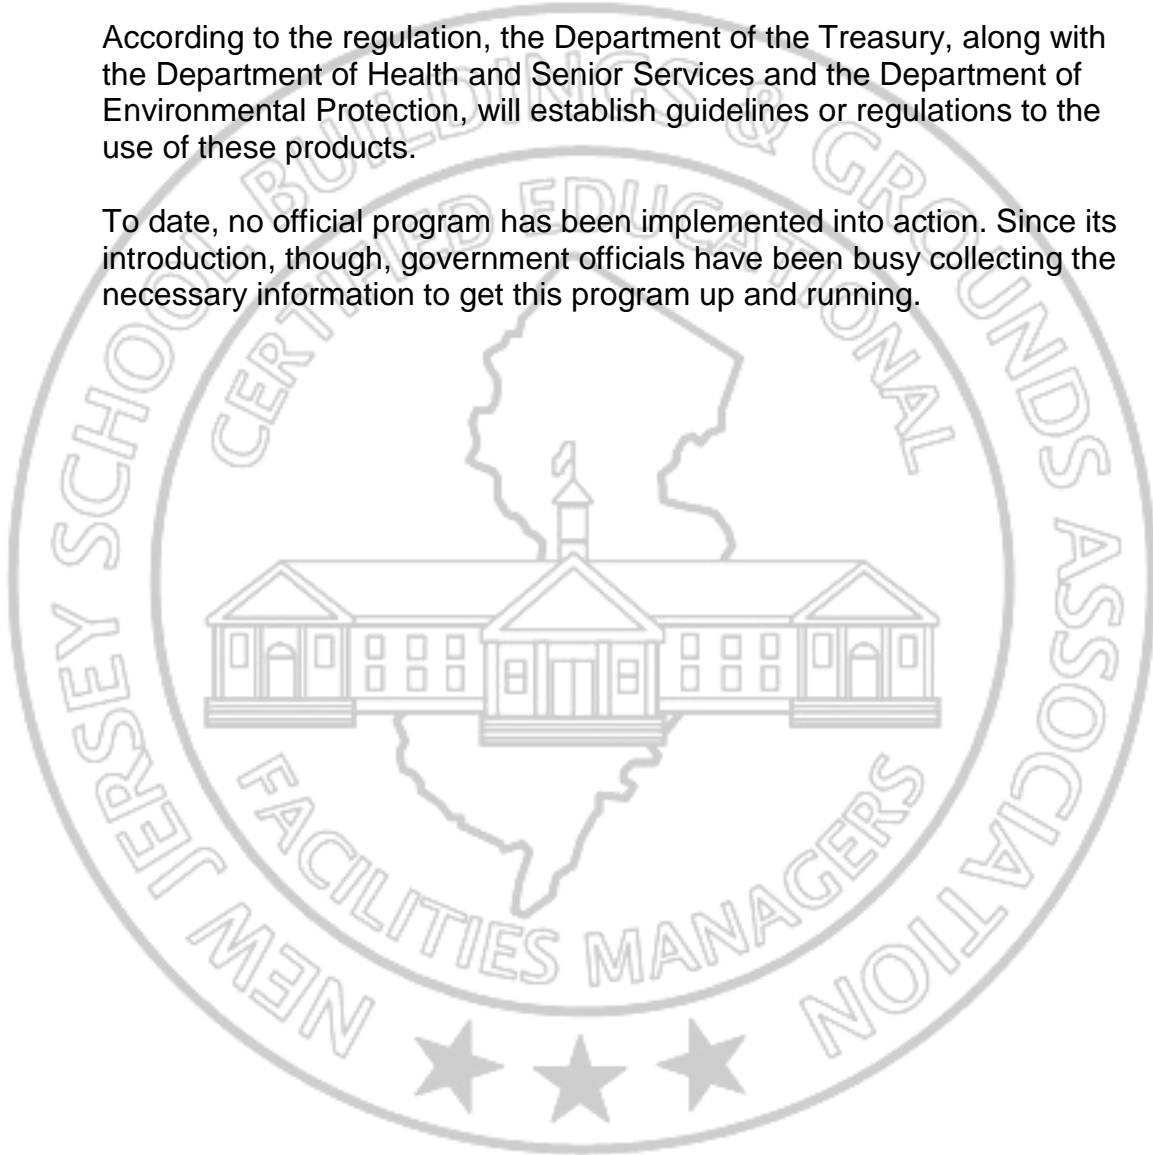 According to the regulation, the Department of the Treasury, along with
the Department of Health and Senior Services and the Department of
Environmental Protection, will establish guidelines or regulations to the
use of these products.
To date, no official program has been implemented into action. Since its
introduction, though, government officials have been busy collecting the
necessary information to get this program up and running.
NEW JERSEY SCHOOL BUILDINGS & GROUNDS ASSOCIATION
CERTIFIED EDUCATIONAL
FACILITIES MANAGERS